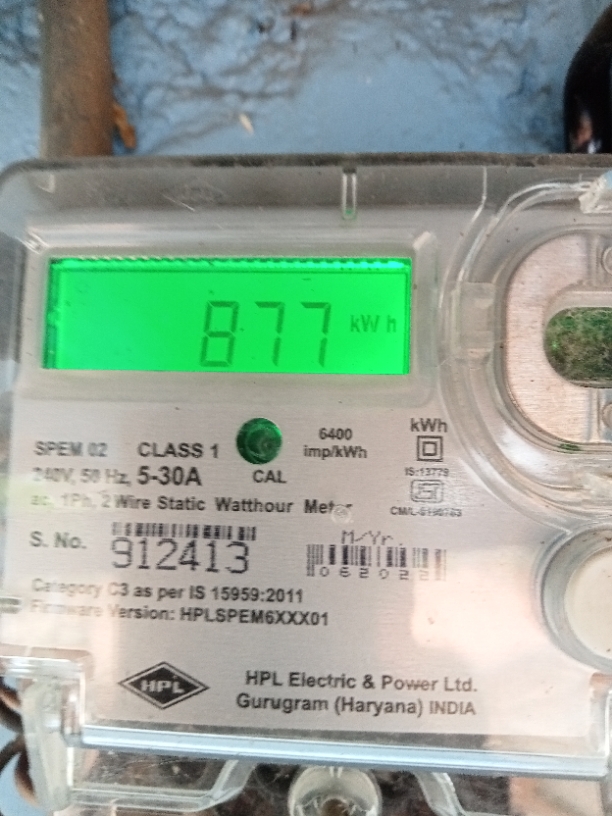 877 kWh
SPEM 02 CLASS 1
6400
imp/kWh
kWh
240V, 50 Hz, 5-30A
CAL
IS:13779
ac, 1Ph, 2 Wire Static Watthour Meter
S. No. 912413
M/Yr.
062022
Category C3 as per IS 15959:2011
Firmware Version: HPLSPEM6XXX01
HPL
HPL Electric & Power Ltd.
Gurugram (Haryana) INDIA